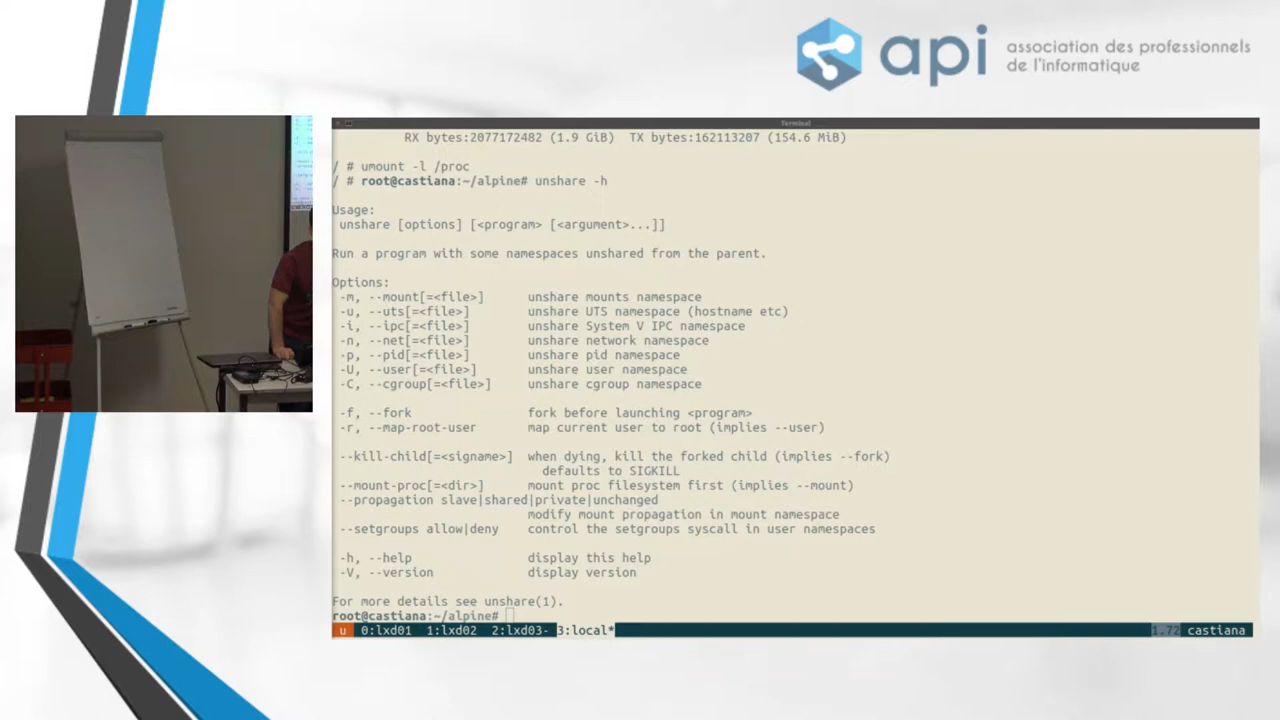 api
association des professionnels
de l'informatique
Terminal
RX bytes:2077172482 (1.9 GiB)  TX bytes:162113207 (154.6 MiB)
/ # umount -l /proc
/ # root@castiana:~/alpine# unshare -h
Usage:
unshare [options] [<program> [<argument>...]]
Run a program with some namespaces unshared from the parent.
Options:
-m, --mount[=<file>]      unshare mounts namespace
-u, --uts[=<file>]        unshare UTS namespace (hostname etc)
-i, --ipc[=<file>]        unshare System V IPC namespace
-n, --net[=<file>]        unshare network namespace
-p, --pid[=<file>]        unshare pid namespace
-U, --user[=<file>]       unshare user namespace
-C, --cgroup[=<file>]     unshare cgroup namespace
-f, --fork                fork before launching <program>
-r, --map-root-user       map current user to root (implies --user)
--kill-child[=<signame>]  when dying, kill the forked child (implies --fork)
defaults to SIGKILL
--mount-proc[=<dir>]      mount proc filesystem first (implies --mount)
--propagation slave|shared|private|unchanged
modify mount propagation in mount namespace
--setgroups allow|deny    control the setgroups syscall in user namespaces
-h, --help                display this help
-V, --version             display version
For more details see unshare(1).
root@castiana:~/alpine#
u  0:lxd01  1:lxd02  2:lxd03-  3:local*  1.72 castiana